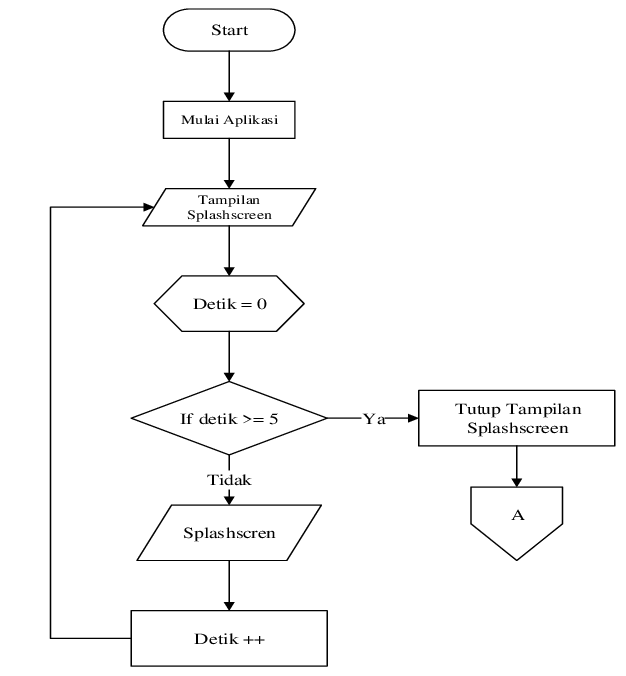 Start
Mulai Aplikasi
Tampilan
Splashscreen
Detik = 0
If detik >= 5
Ya
Tutup Tampilan
Splashscreen
Tidak
A
Splashscren
Detik ++